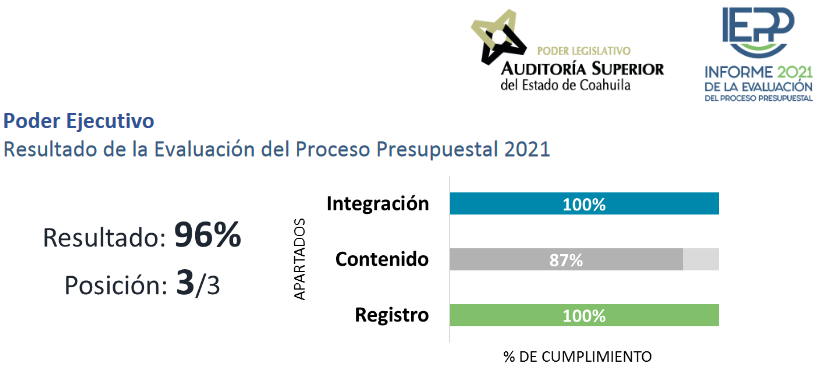 PODER LEGISLATIVO
AUDITORÍA SUPERIOR
del Estado de Coahuila
IEPP
INFORME 2021
DE LA EVALUACIÓN
DEL PROCESO PRESUPUESTAL
Poder Ejecutivo
Resultado de la Evaluación del Proceso Presupuestal 2021
Resultado: 96%
Posición: 3/3
APARTADOS
Integración 100%
Contenido 87%
Registro 100%
% DE CUMPLIMIENTO